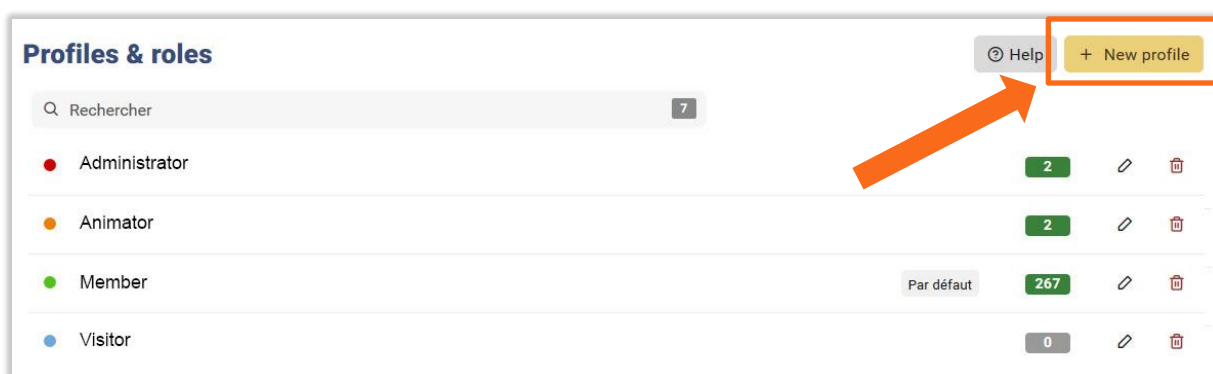 Profiles & roles
Help + New profile
Rechercher 7
Administrator 2
Animator 2
Member Par défaut 267
Visitor 0